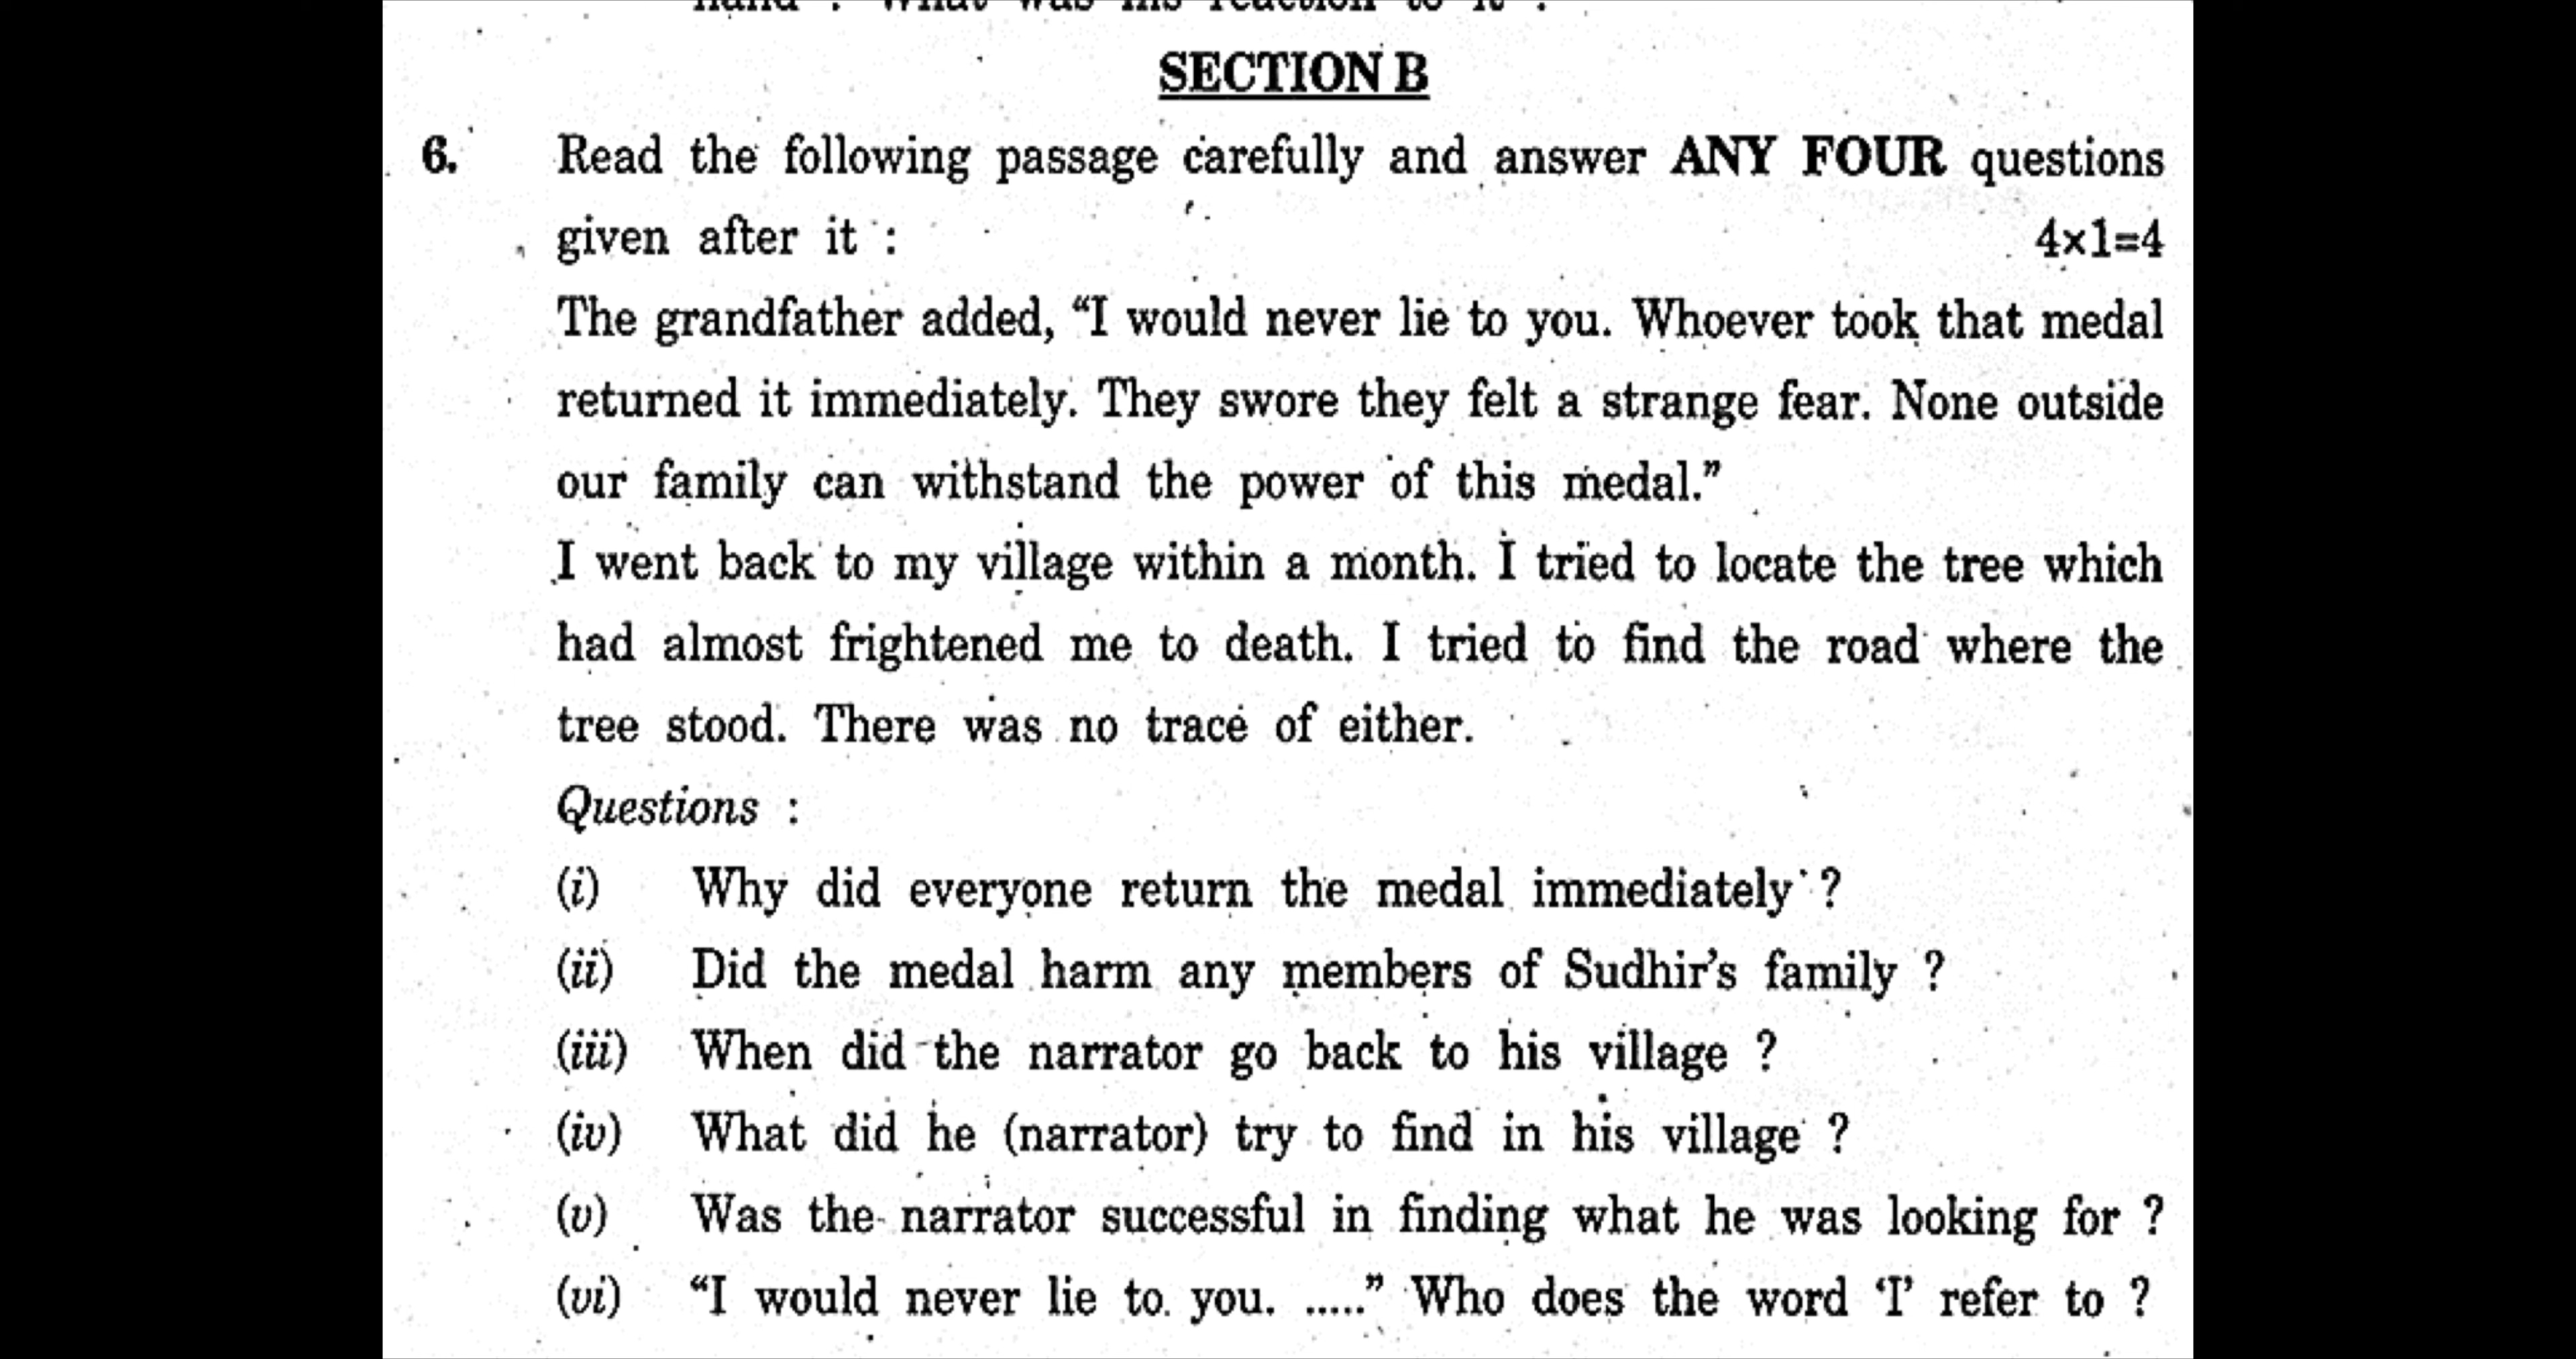 SECTION B
6. Read the following passage carefully and answer ANY FOUR questions
given after it : 4×1=4
The grandfather added, “I would never lie to you. Whoever took that medal
returned it immediately. They swore they felt a strange fear. None outside
our family can withstand the power of this medal.”
I went back to my village within a month. I tried to locate the tree which
had almost frightened me to death. I tried to find the road where the
tree stood. There was no trace of either.
Questions :
(i) Why did everyone return the medal immediately ?
(ii) Did the medal harm any members of Sudhir’s family ?
(iii) When did the narrator go back to his village ?
(iv) What did he (narrator) try to find in his village ?
(v) Was the narrator successful in finding what he was looking for ?
(vi) “I would never lie to you. .....” Who does the word ‘I’ refer to ?